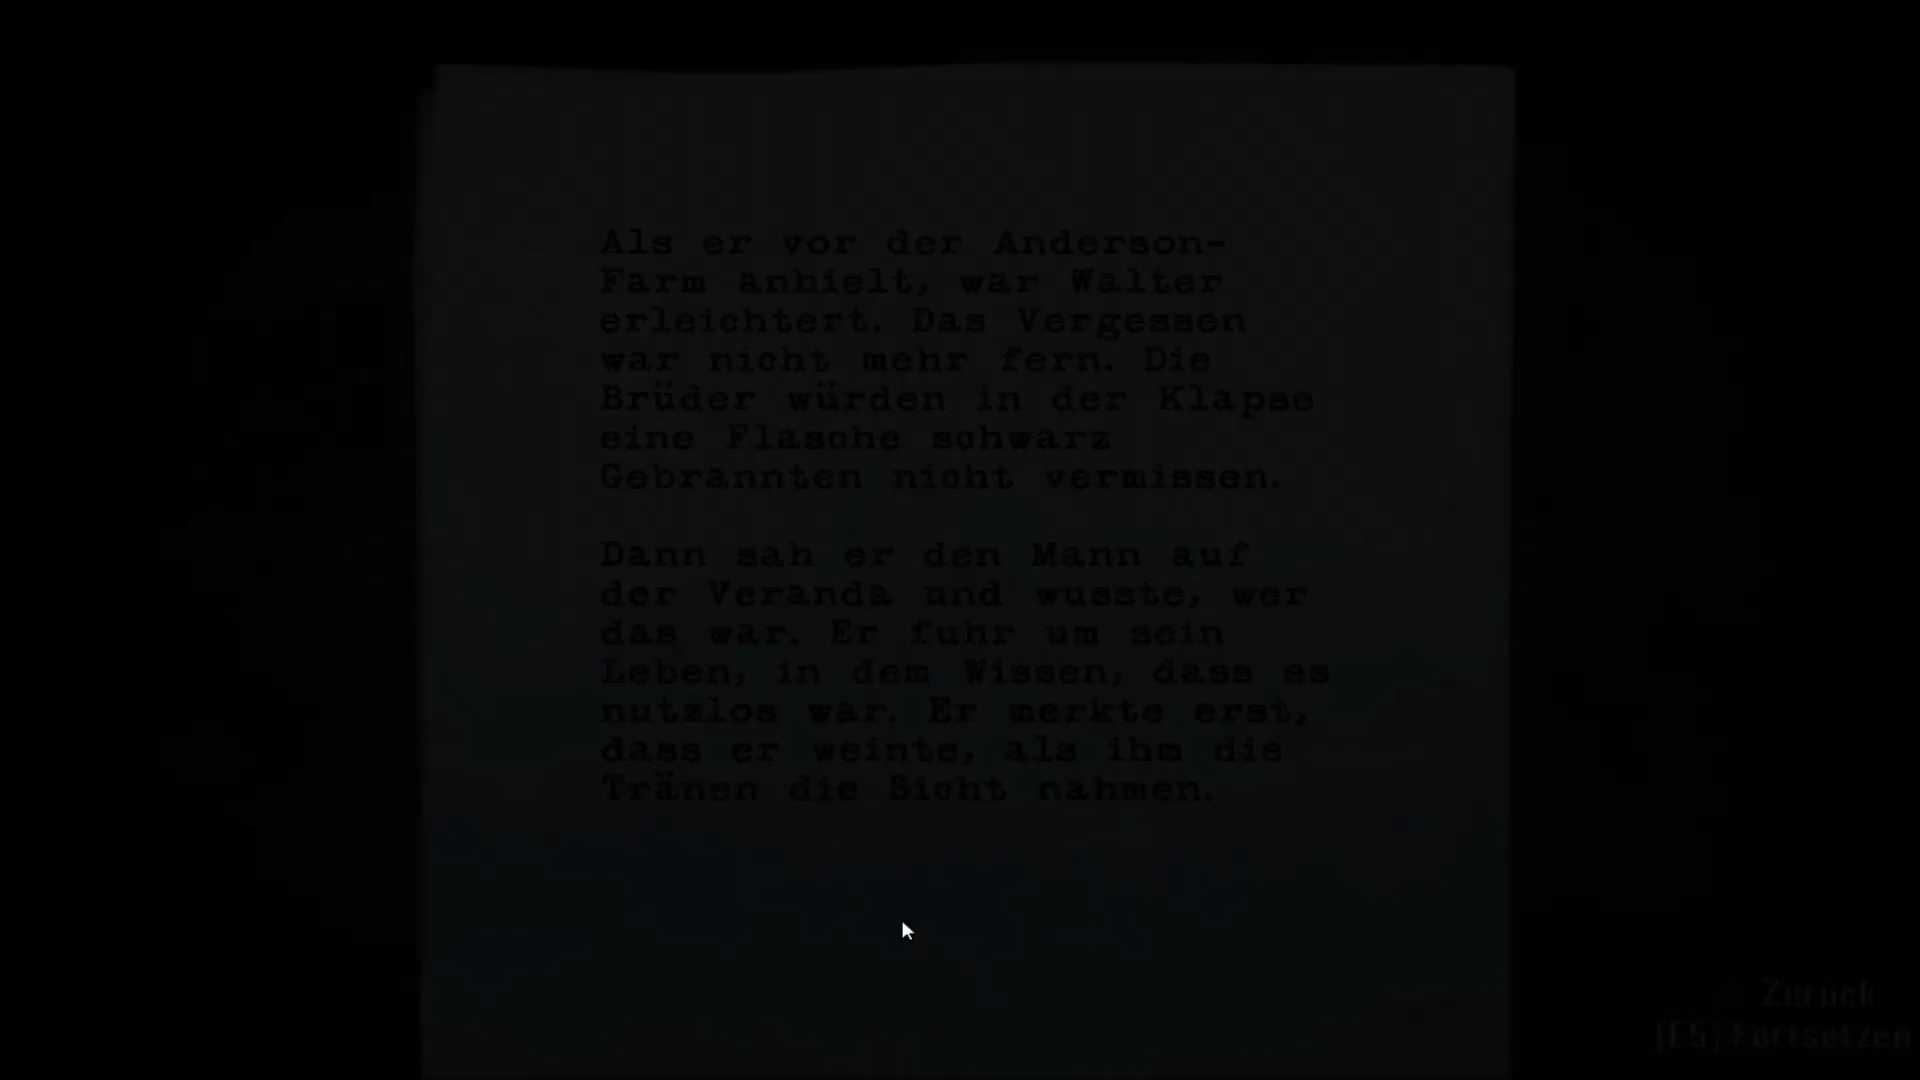 Als er vor der Anderson-
Farm anhielt, war Walter
erleichtert. Das Vergessen
war nicht mehr fern. Die
Brüder würden in der Klapse
eine Flasche schwarz
Gebrannten nicht vermissen.
Dann sah er den Mann auf
der Veranda und wusste, wer
das war. Er fuhr um sein
Leben, in dem Wissen, dass es
nutzlos war. Er merkte erst,
dass er weinte, als ihm die
Tränen die Sicht nahmen.
Zurück
[F5] Fortsetzen